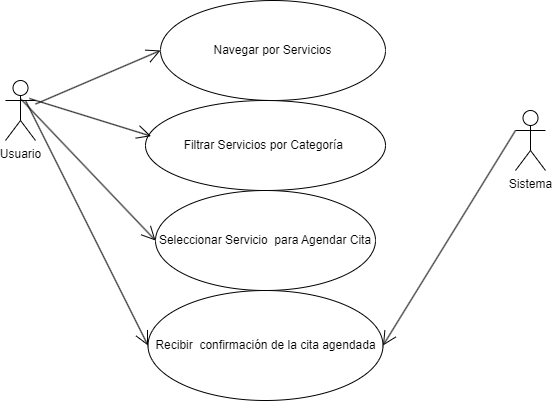 Navegar por Servicios
Filtrar Servicios por Categoría
Usuario
Sistema
Seleccionar Servicio para Agendar Cita
Recibir confirmación de la cita agendada